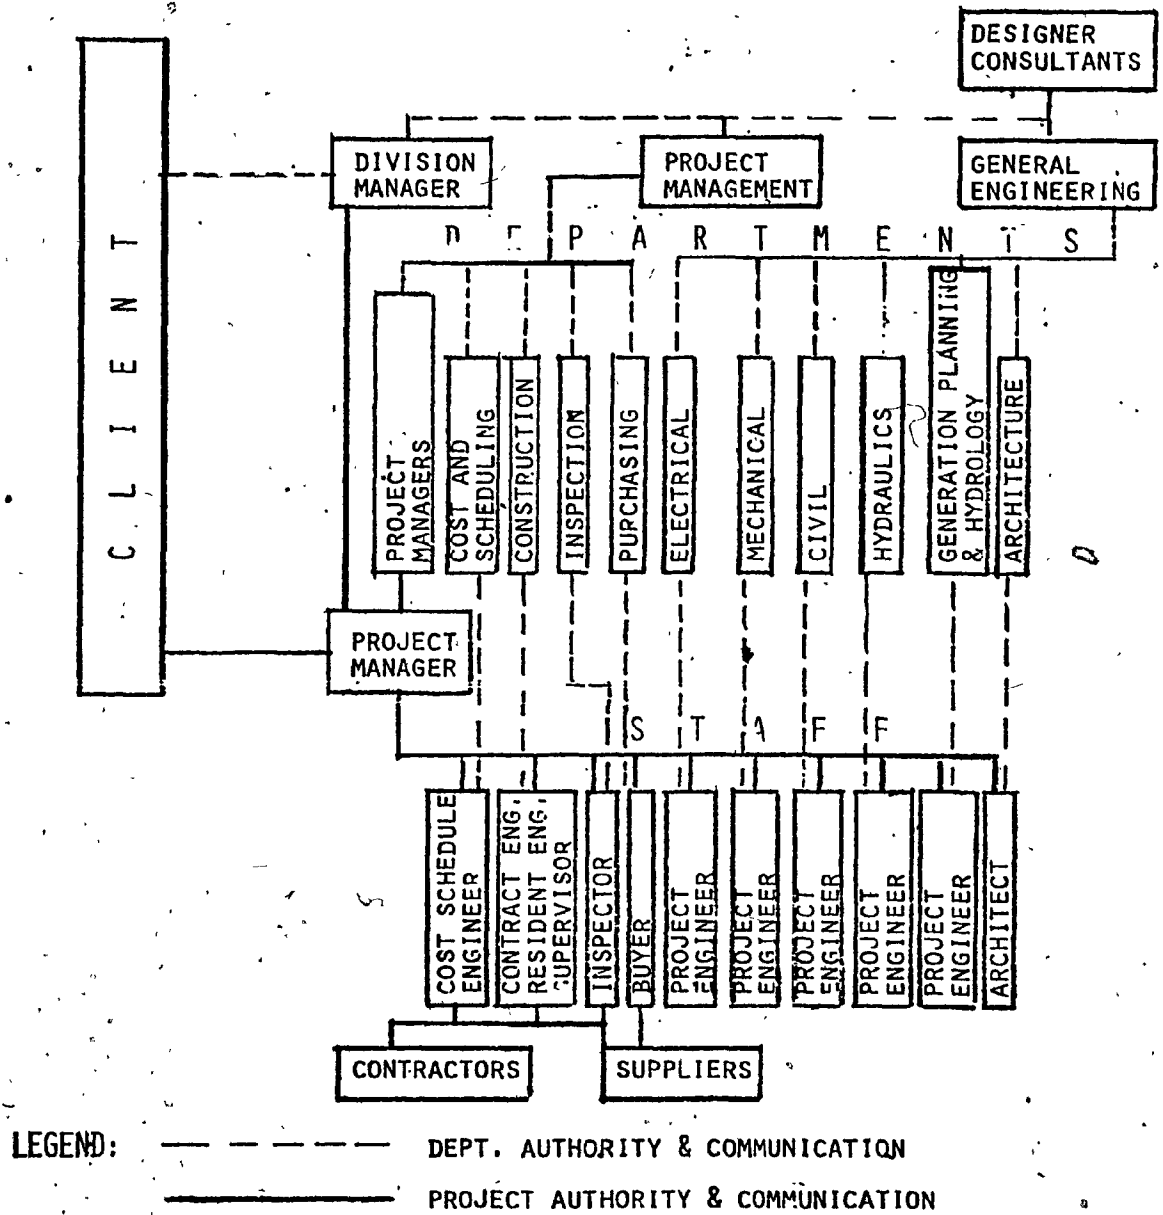 DESIGNER
CONSULTANTS
DIVISION
MANAGER
PROJECT
MANAGEMENT
GENERAL
ENGINEERING
DEPARTMENTS
CLIENT
PROJECT
MANAGERS
COST AND
SCHEDULING
CONSTRUCTION
INSPECTION
PURCHASING
ELECTRICAL
MECHANICAL
CIVIL
HYDRAULICS
GENERATION PLANNING
& HYDROLOGY
ARCHITECTURE
PROJECT
MANAGER
STAFF
COST SCHEDULE
ENGINEER
CONTRACT ENG.
RESIDENT ENG.
SUPERVISOR
INSPECTOR
BUYER
PROJECT
ENGINEER
PROJECT
ENGINEER
PROJECT
ENGINEER
PROJECT
ENGINEER
PROJECT
ENGINEER
ARCHITECT
CONTRACTORS
SUPPLIERS
LEGEND:
DEPT. AUTHORITY & COMMUNICATION
PROJECT AUTHORITY & COMMUNICATION